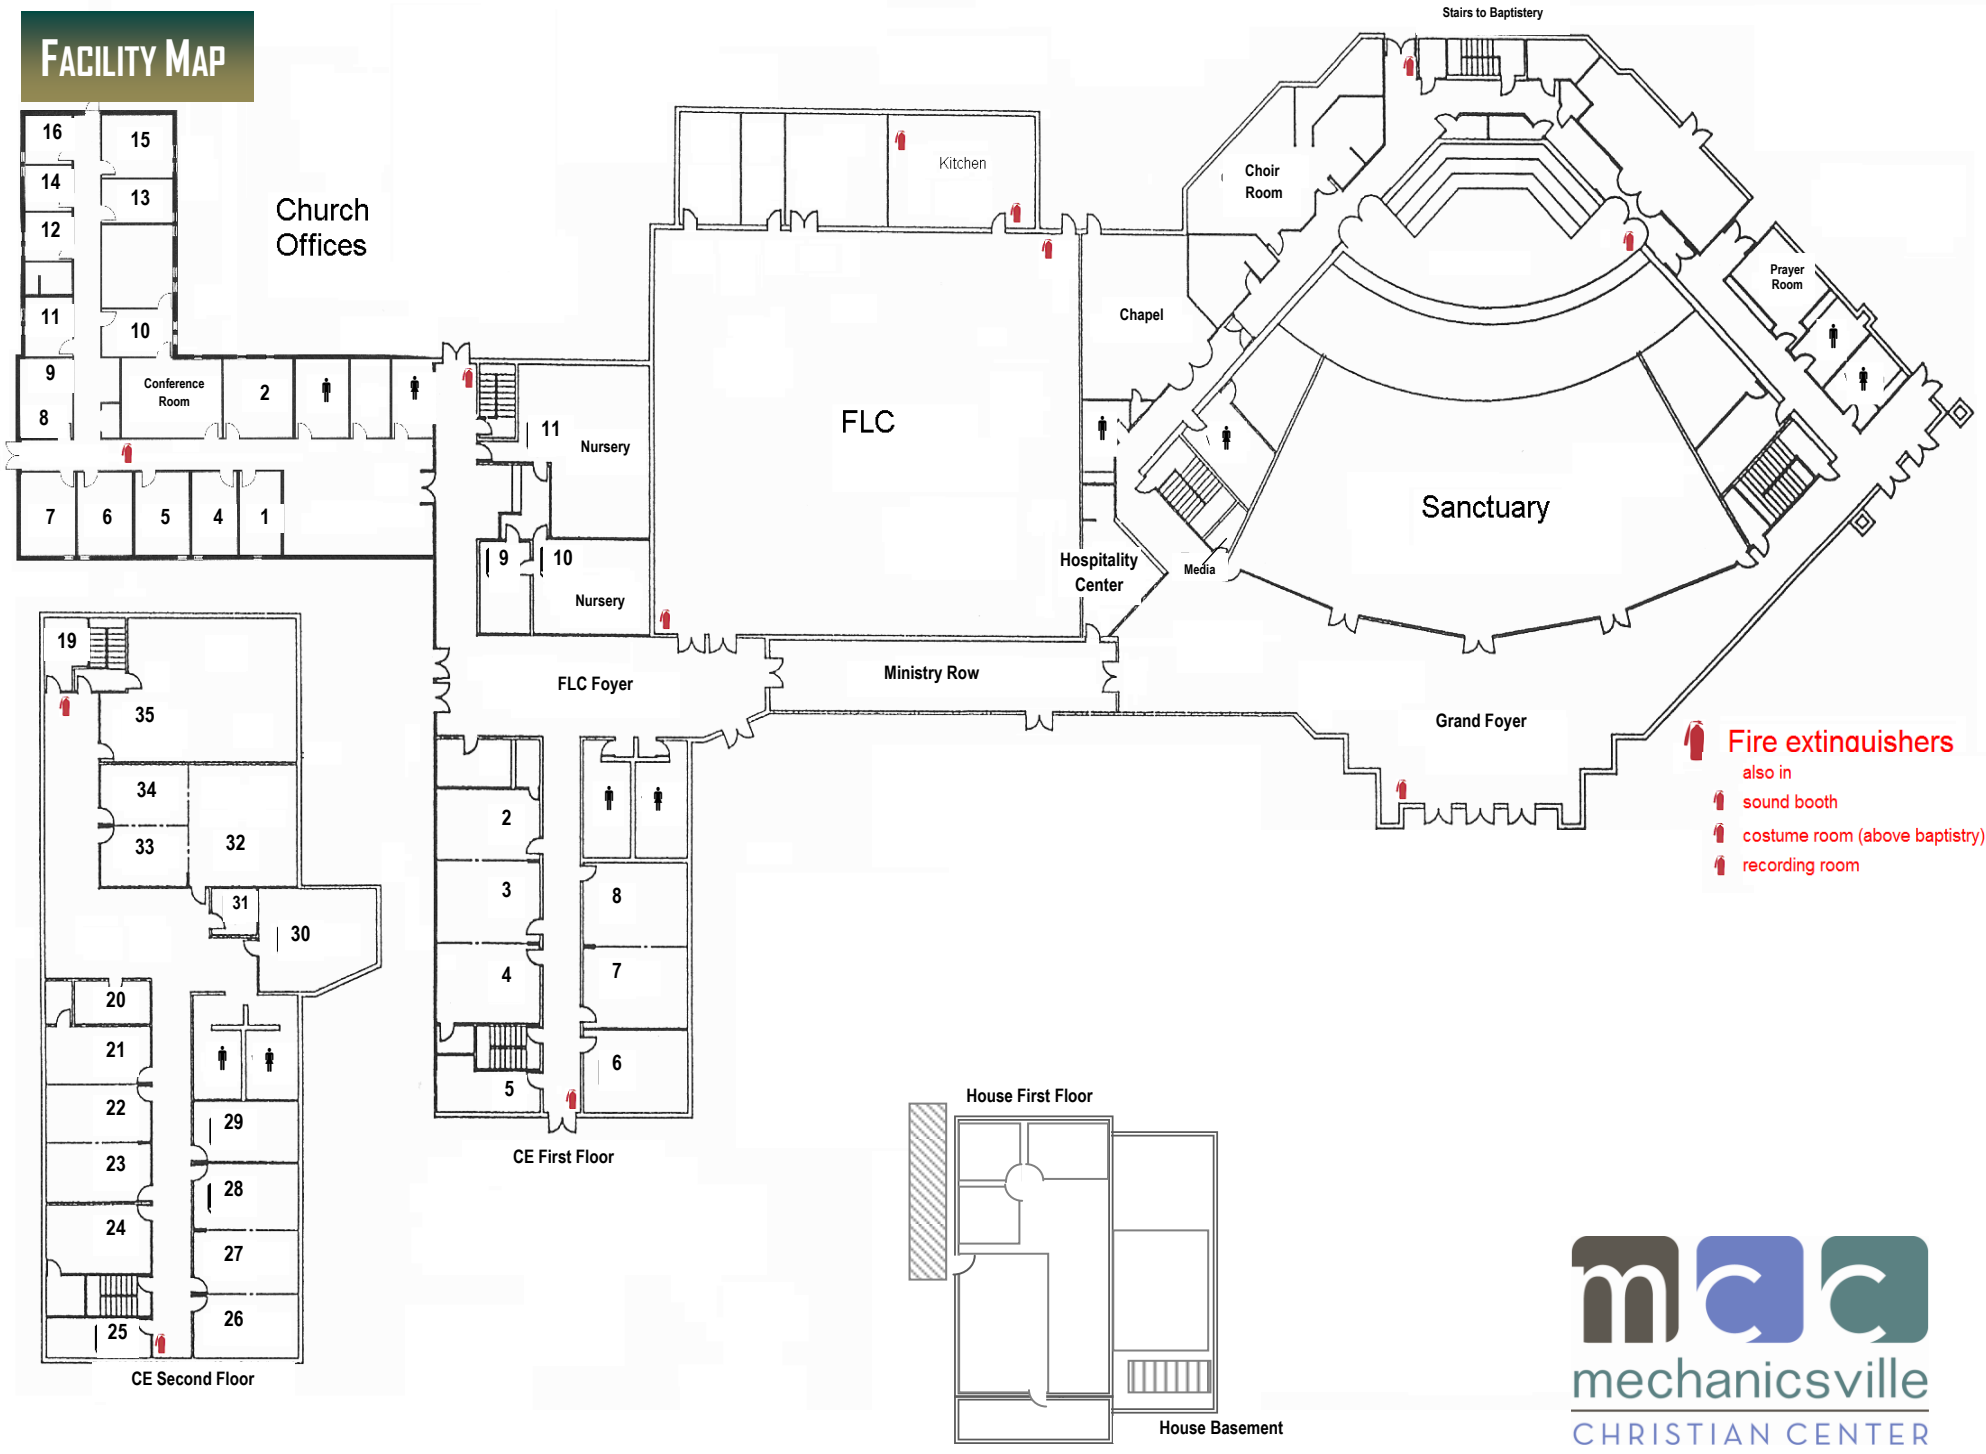 FACILITY MAP
Stairs to Baptistery
16
15
14
13
12
11
10
Church
Offices
9
8
Conference
Room
2
7
6
5
4
1
Kitchen
Choir
Room
Chapel
Prayer
Room
FLC
Sanctuary
11
Nursery
9
10
Nursery
Hospitality
Center
Media
FLC Foyer
Ministry Row
Grand Foyer
Fire extinquishers
also in
sound booth
costume room (above baptistry)
recording room
19
35
34
33
32
31
30
20
21
22
23
24
25
29
28
27
26
CE Second Floor
2
3
4
5
8
7
6
CE First Floor
House First Floor
House Basement
mcc
mechanicsville
CHRISTIAN CENTER